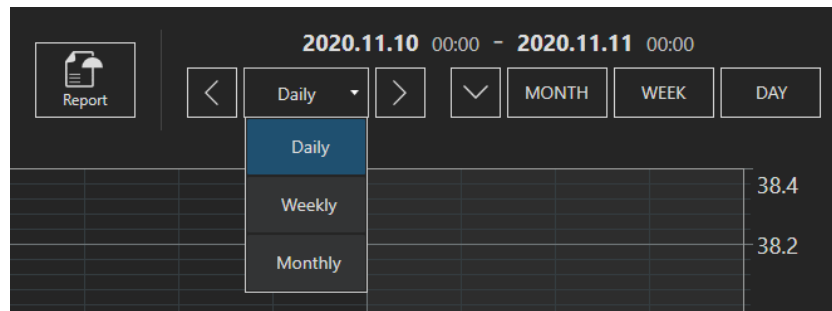 2020.11.10 00:00 - 2020.11.11 00:00
Report
Daily
MONTH
WEEK
DAY
Daily
Weekly
Monthly
38.4
38.2